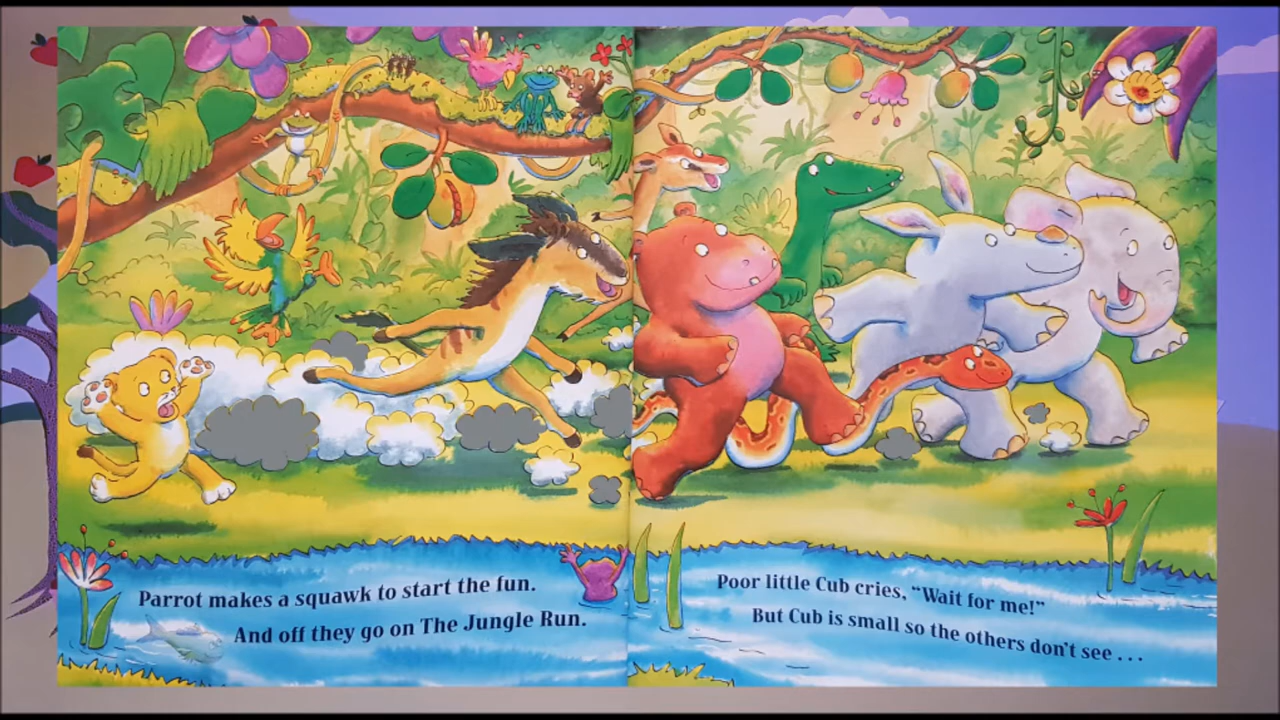 Parrot makes a squawk to start the fun.
And off they go on The Jungle Run.
Poor little Cub cries, “Wait for me!”
But Cub is small so the others don’t see . . .